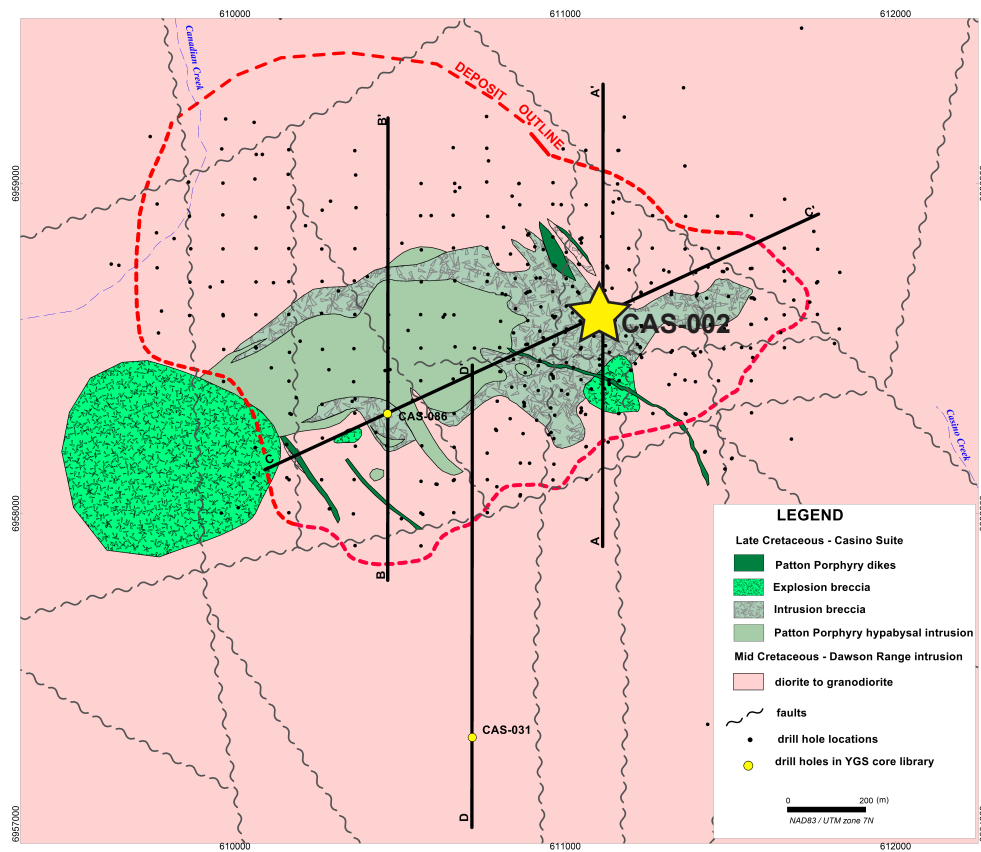 610000
611000
612000
Canadian Creek
DEPOSIT OUTLINE
A'
B'
6959000
C'
CAS-002
D
CAS-086
C
Casino Creek
6958000
A
B
CAS-031
D
6957000
610000
611000
612000
LEGEND
Late Cretaceous - Casino Suite
Patton Porphyry dikes
Explosion breccia
Intrusion breccia
Patton Porphyry hypabysal intrusion
Mid Cretaceous - Dawson Range intrusion
diorite to granodiorite
faults
drill hole locations
drill holes in YGS core library
0 200 (m)
NAD83 / UTM zone 7N